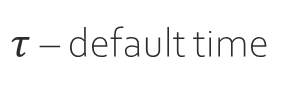 τ – default time